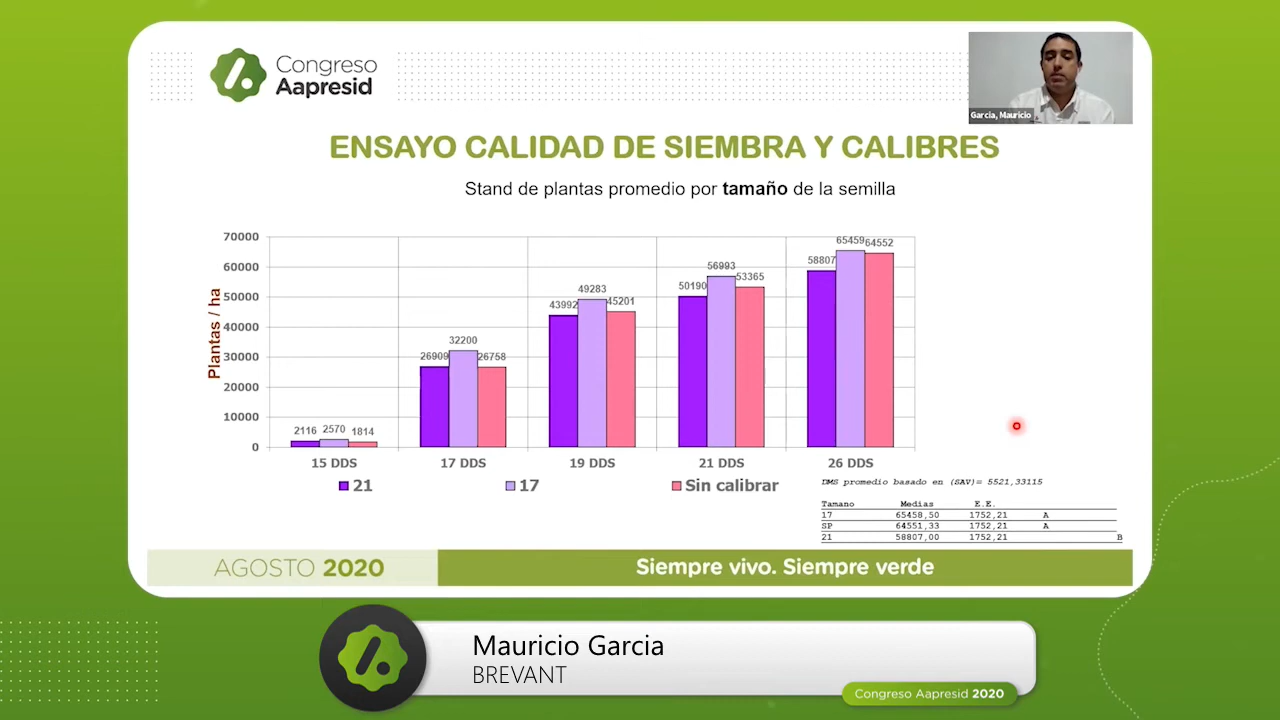 Congreso
Aapresid
Garcia, Mauricio
ENSAYO CALIDAD DE SIEMBRA Y CALIBRES
Stand de plantas promedio por tamaño de la semilla
Plantas / ha
70000
60000
50000
40000
30000
20000
10000
0
2116 2570 1814
26909 32200 26758
43992 49283 45201
50190 56993 53365
58807 65459 64552
15 DDS 17 DDS 19 DDS 21 DDS 26 DDS
21 17 Sin calibrar
DMS promedio basado en (SAV)= 5521,33115
Tamano Medias E.E.
17 65458,50 1752,21 A
SP 64551,33 1752,21 A
21 58807,00 1752,21 B
AGOSTO 2020
Siempre vivo. Siempre verde
Mauricio Garcia
BREVANT
Congreso Aapresid 2020